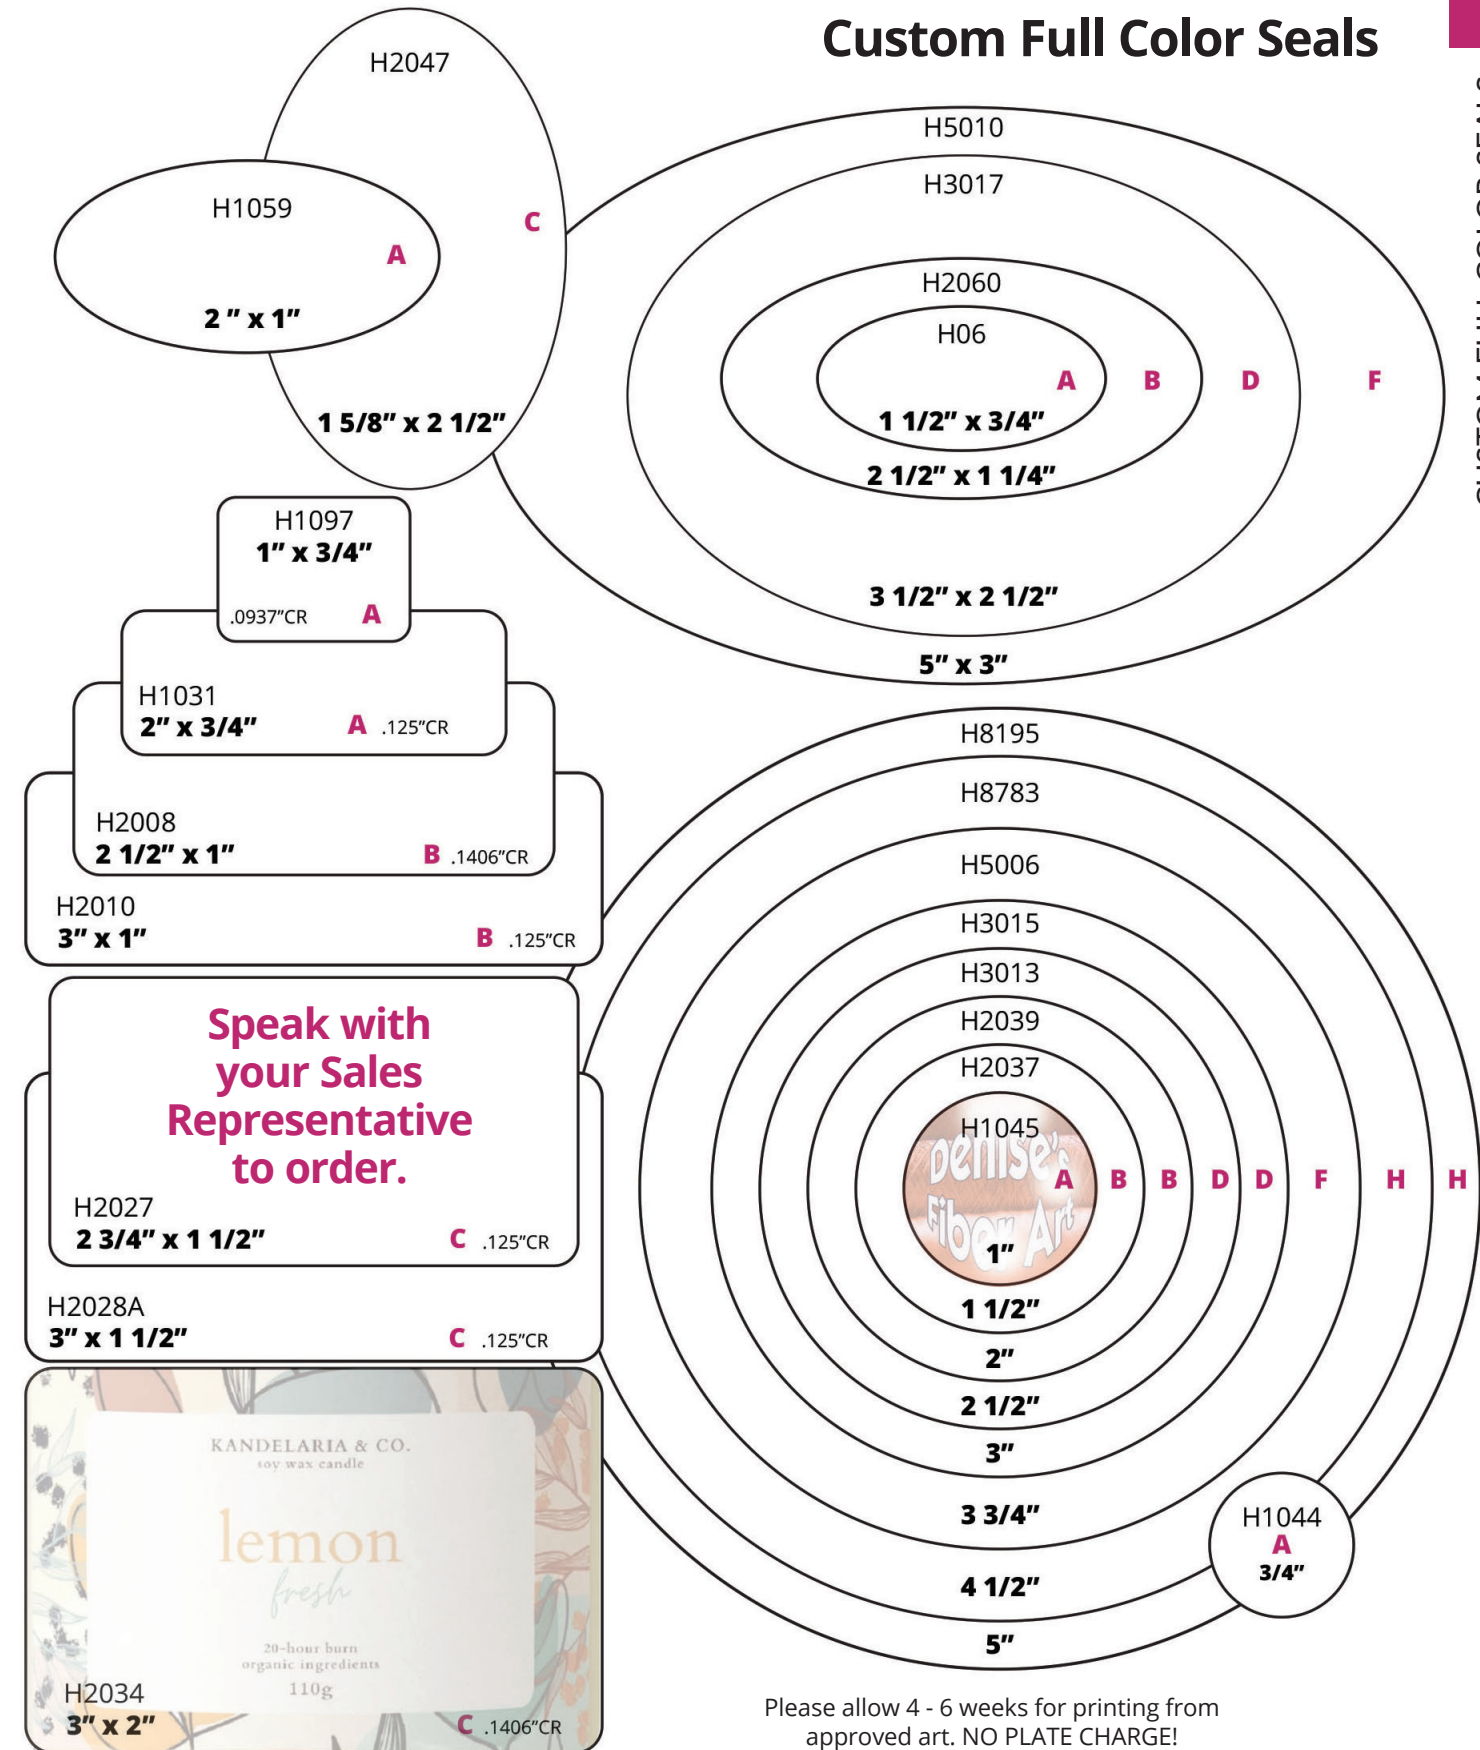 Custom Full Color Seals
H2047
C
1 5/8” x 2 1/2”
H1059
A
2 ” x 1”
H5010
H3017
H2060
H06
A B D F
1 1/2” x 3/4”
2 1/2” x 1 1/4”
3 1/2” x 2 1/2”
5” x 3”
H1097
1” x 3/4”
.0937”CR A
H1031
2” x 3/4” A .125”CR
H2008
2 1/2” x 1” B .1406”CR
H2010
3” x 1” B .125”CR
Speak with
your Sales
Representative
to order.
H2027
2 3/4” x 1 1/2” C .125”CR
H2028A
3” x 1 1/2” C .125”CR
KANDELARIA & CO.
soy wax candle
lemon
fresh
20-hour burn
organic ingredients
110g
H2034
3” x 2” C .1406”CR
H8195
H8783
H5006
H3015
H3013
H2039
H2037
H1045
Denise's
Fiber Art
A B B D D F H H
1”
1 1/2”
2”
2 1/2”
3”
3 3/4”
4 1/2”
5”
H1044
A
3/4”
Please allow 4 - 6 weeks for printing from
approved art. NO PLATE CHARGE!